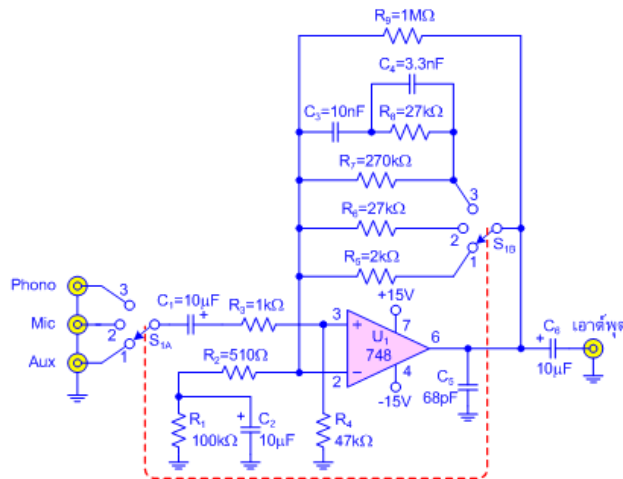 R9=1MΩ
C4=3.3nF
C3=10nF
R8=27kΩ
R7=270kΩ
3
R6=27kΩ
2
S1B
R5=2kΩ
1
Phono
3
Mic
2
Aux
1
S1A
C1=10µF
+
R3=1kΩ
+15V
3
+
7
U1
748
6
R2=510Ω
2
−
4
-15V
C5
68pF
C6
+
10µF
เอาต์พุต
R1
100kΩ
+
C2
10µF
R4
47kΩ